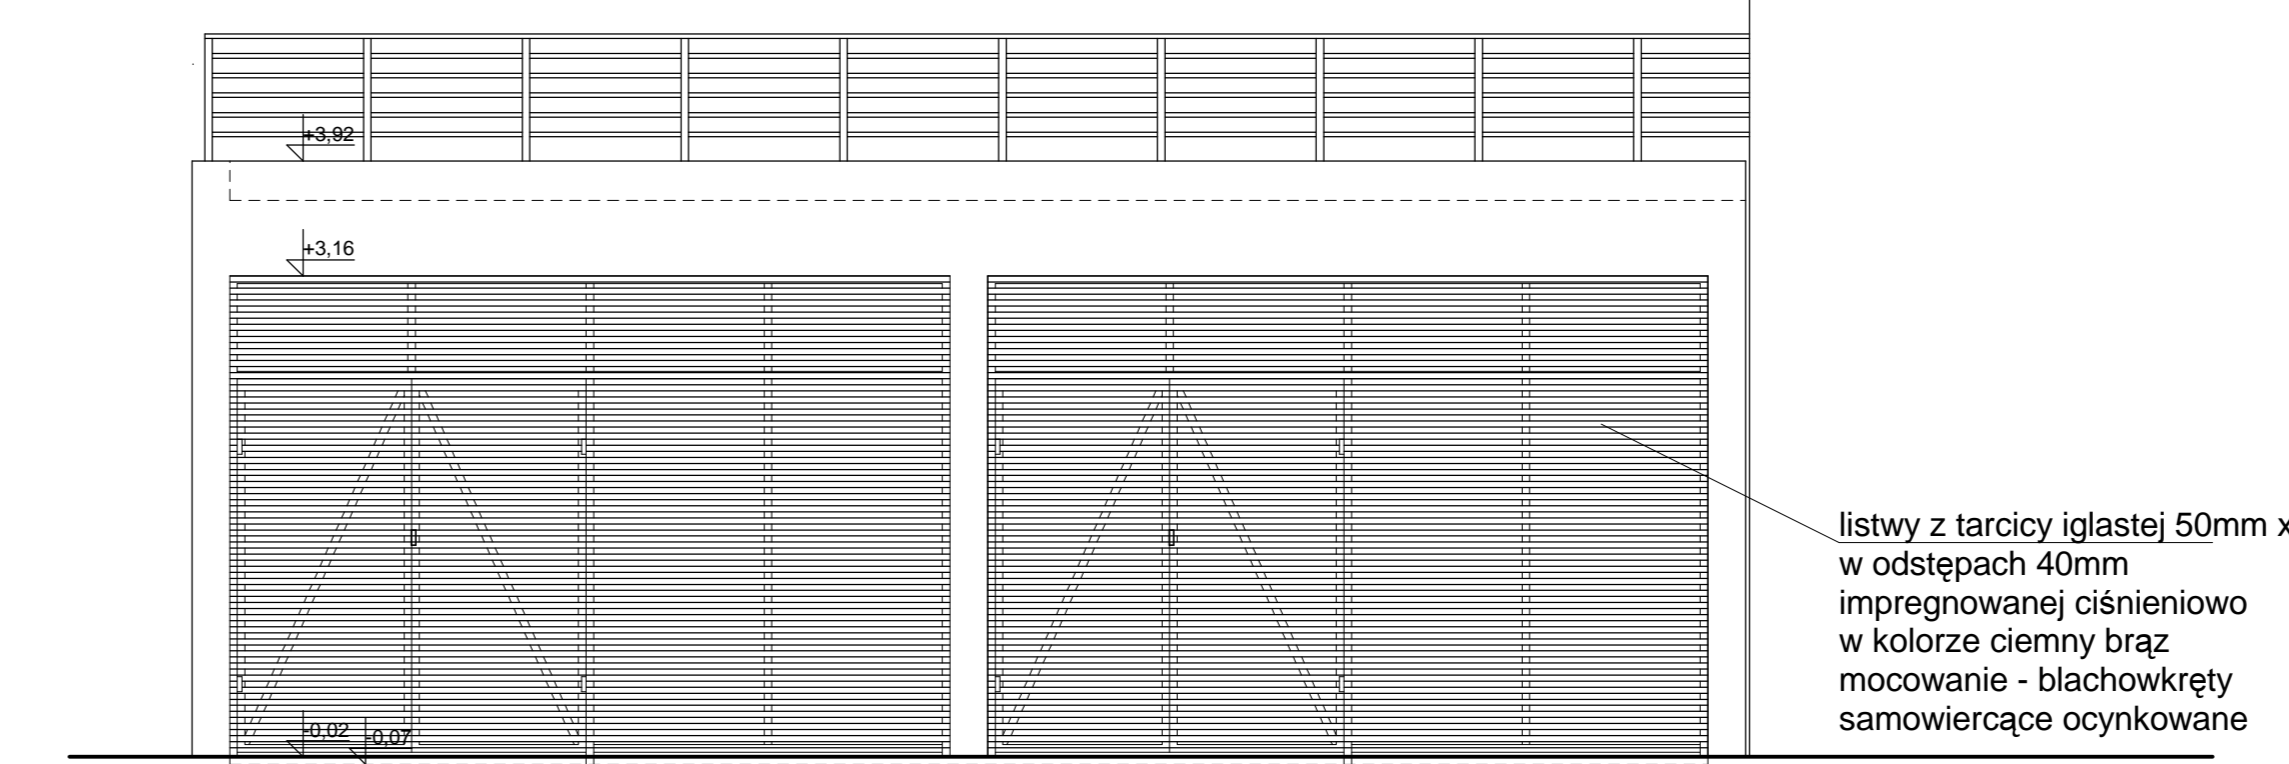 +3,92
+3,16
listwy z tarcicy iglastej 50mm x
w odstępach 40mm
impregnowanej ciśnieniowo
w kolorze ciemny brąz
mocowanie - blachowkręty
samowiercące ocynkowane
-0,02
-0,07